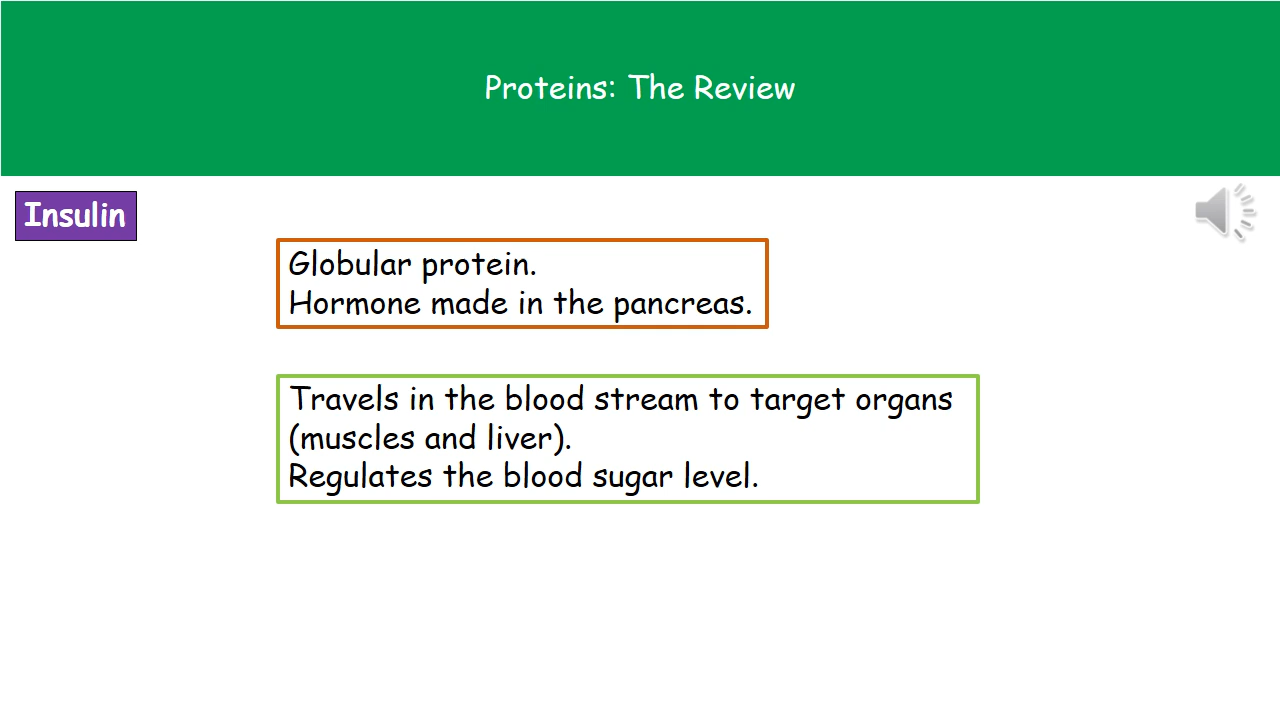 Proteins: The Review
Insulin
Globular protein.
Hormone made in the pancreas.
Travels in the blood stream to target organs
(muscles and liver).
Regulates the blood sugar level.